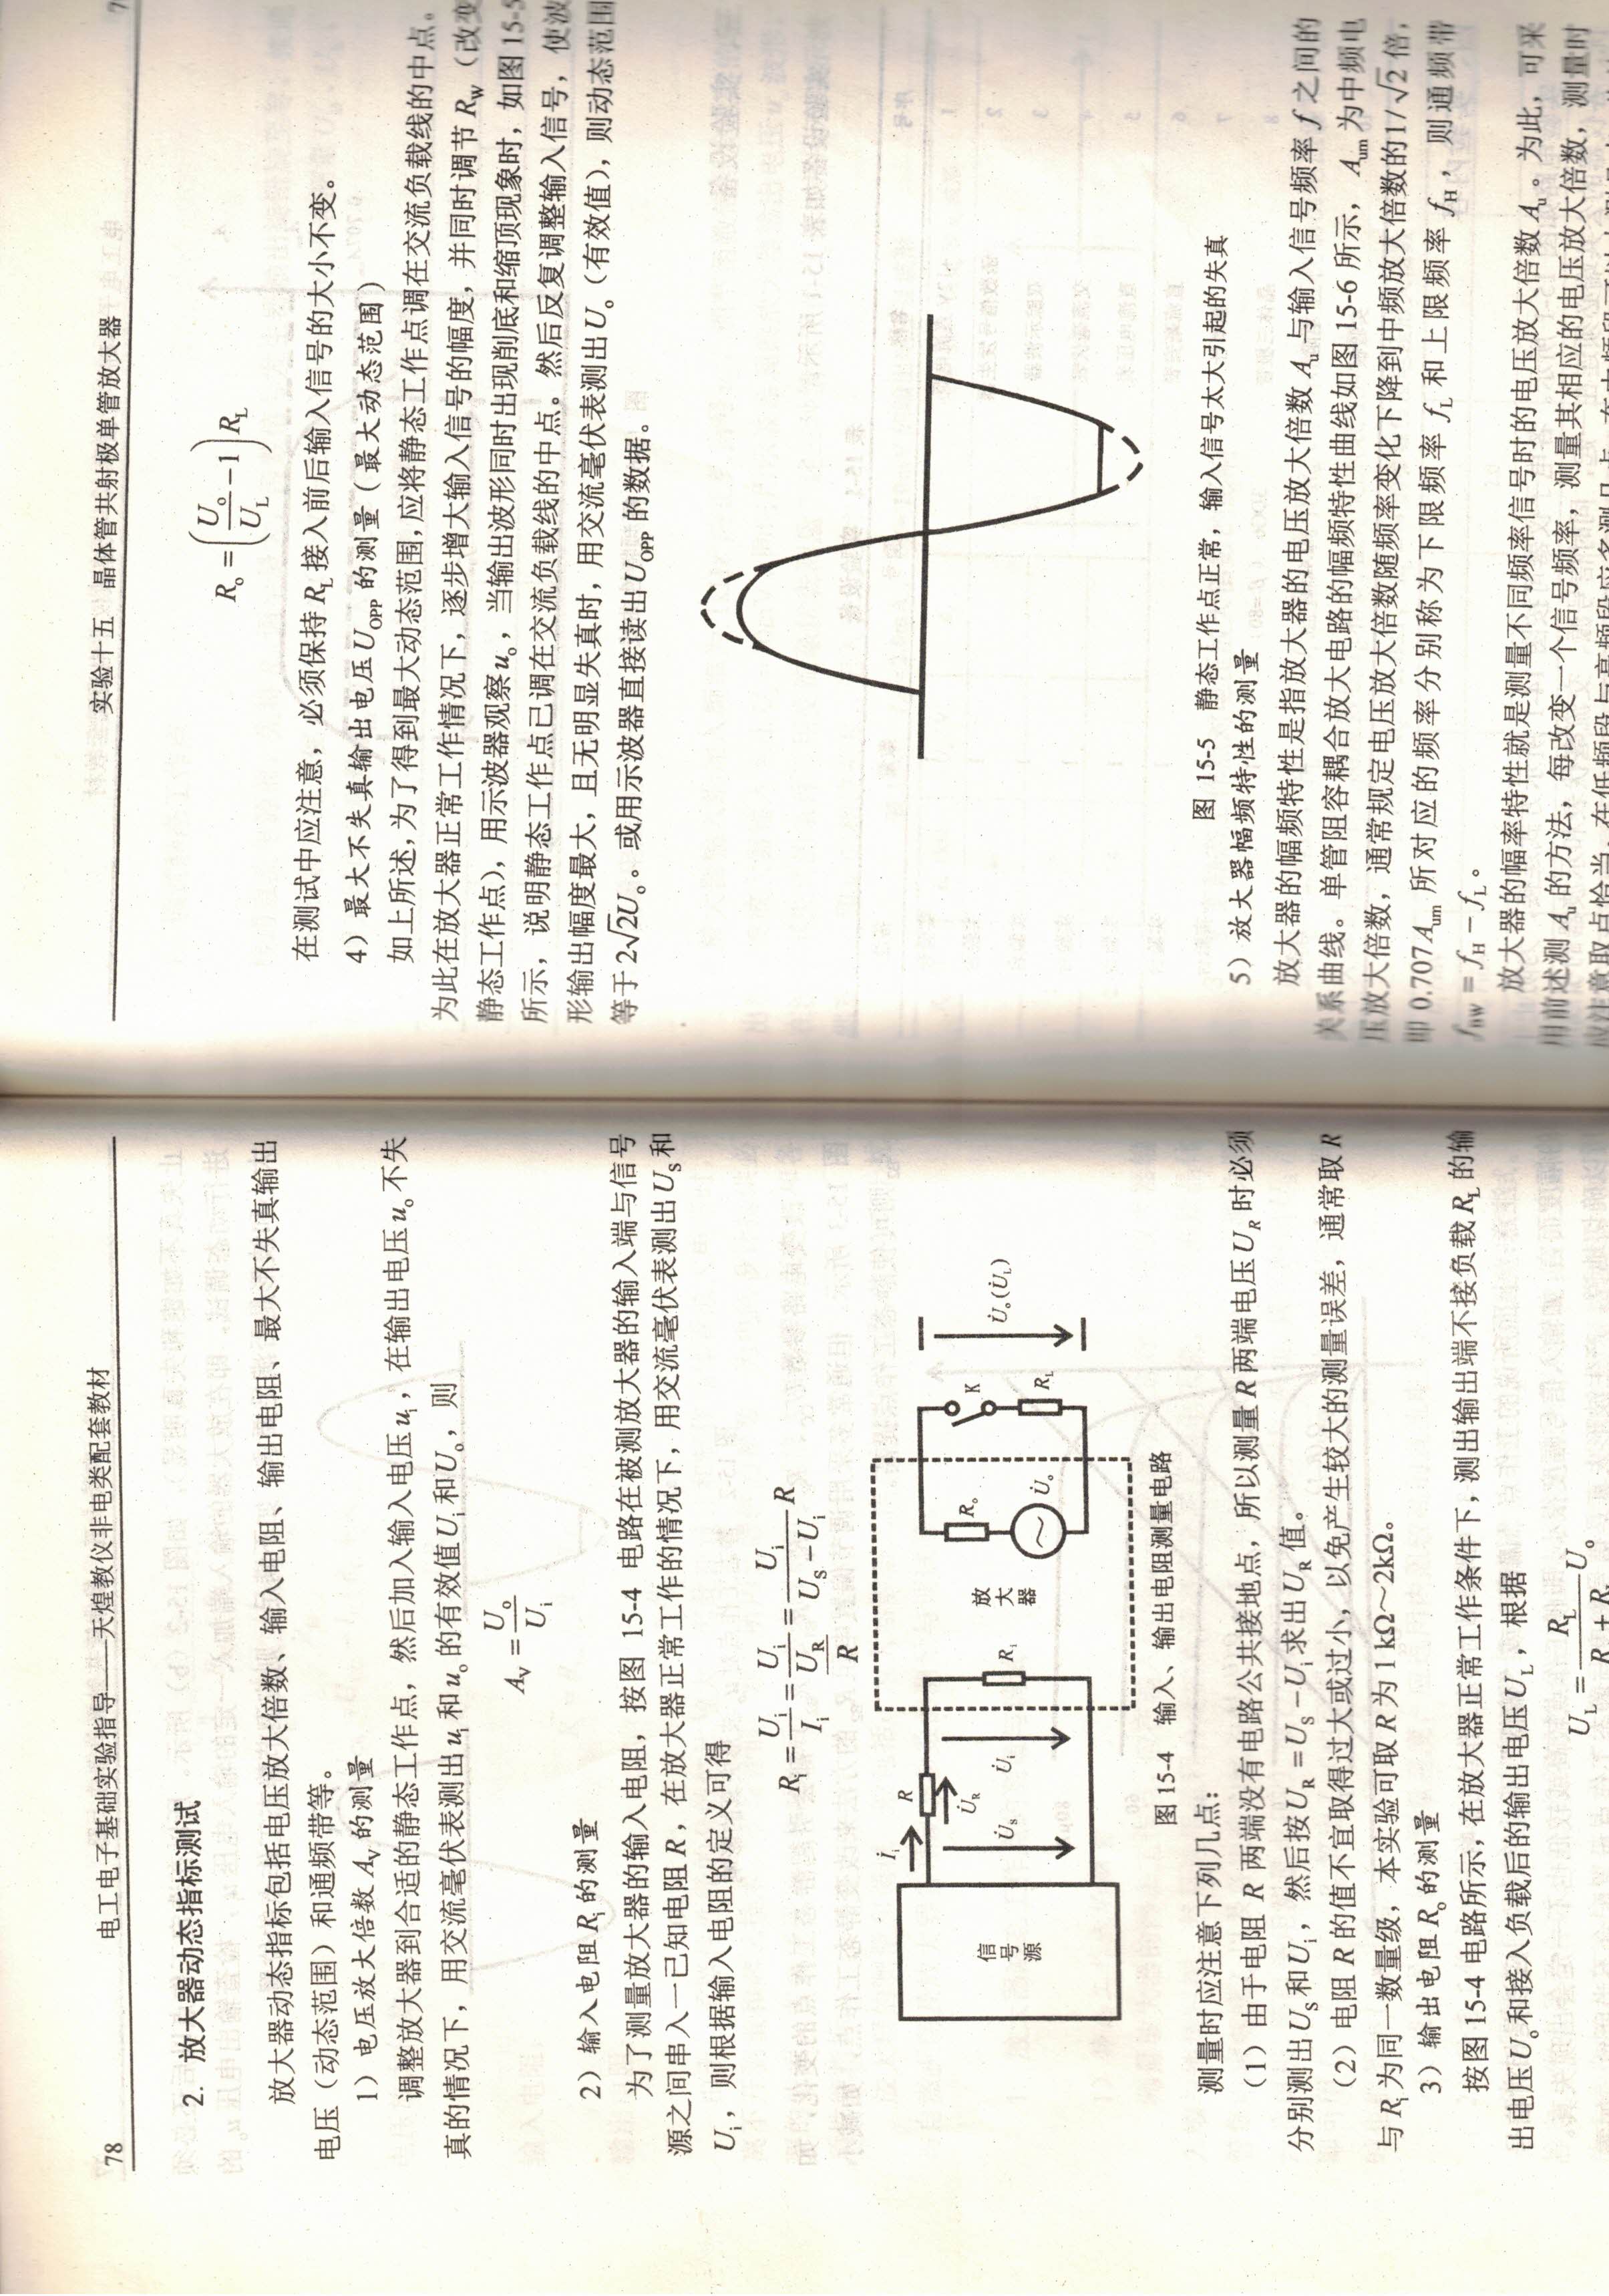 78
电工电子基础实验指导——天煌教仪非电类配套教材
2. 放大器动态指标测试
放大器动态指标包括电压放大倍数、输入电阻、输出电阻、最大不失真输出
电压（动态范围）和通频带等。
1）电压放大倍数 A_V 的测量
调整放大器到合适的静态工作点，然后加入输入电压 u_i，在输出电压 u_o 不失
真的情况下，用交流毫伏表测出 u_i 和 u_o 的有效值 U_i 和 U_o，则
A_V = U_o / U_i
2）输入电阻 R_i 的测量
为了测量放大器的输入电阻，按图 15-4 电路在被测放大器的输入端与信号
源之间串入一已知电阻 R，在放大器正常工作的情况下，用交流毫伏表测出 U_S 和
U_i，则根据输入电阻的定义可得
R_i = U_i / I_i = U_i / (U_R / R) = U_i / (U_S − U_i) R
信号源
İ_i
R
U̇_R
U̇_s
U̇_i
R_i
放大器
R_o
U̇_o
K
R_L
U̇_o(U̇_L)
图 15-4 输入、输出电阻测量电路
测量时应注意下列几点：
（1）由于电阻 R 两端没有电路公共接地点，所以测量 R 两端电压 U_R 时必须
分别测出 U_S 和 U_i，然后按 U_R = U_S − U_i 求出 U_R 值。
（2）电阻 R 的值不宜取得过大或过小，以免产生较大的测量误差，通常取 R
与 R_i 为同一数量级，本实验可取 R 为 1 kΩ～2kΩ。
3）输出电阻 R_o 的测量
按图 15-4 电路所示，在放大器正常工作条件下，测出输出端不接负载 R_L 的输
出电压 U_o 和接入负载后的输出电压 U_L，根据
U_L = R_L / (R + R) U_o
实验十五 晶体管共射极单管放大器
7
R_o = (U_o / U_L − 1) R_L
在测试中应注意，必须保持 R_L 接入前后输入信号的大小不变。
4）最大不失真输出电压 U_OPP 的测量（最大动态范围）
如上所述，为了得到最大动态范围，应将静态工作点调在交流负载线的中点。
为此在放大器正常工作情况下，逐步增大输入信号的幅度，并同时调节 R_W（改变
静态工作点），用示波器观察 u_o，当输出波形同时出现削底和缩顶现象时，如图 15-5
所示，说明静态工作点已调在交流负载线的中点。然后反复调整输入信号，使波
形输出幅度最大，且无明显失真时，用交流毫伏表测出 U_o（有效值），则动态范围
等于 2√2U_o。或用示波器直接读出 U_OPP 的数据。
图 15-5 静态工作点正常，输入信号太大引起的失真
5）放大器幅频特性的测量
放大器的幅频特性是指放大器的电压放大倍数 A_u 与输入信号频率 f 之间的
关系曲线。单管阻容耦合放大电路的幅频特性曲线如图 15-6 所示，A_um 为中频电
压放大倍数，通常规定电压放大倍数随频率变化下降到中频放大倍数的 1/√2 倍，
即 0.707A_um 所对应的频率分别称为下限频率 f_L 和上限频率 f_H，则通频带
f_BW = f_H − f_L。
放大器的幅率特性就是测量不同频率信号时的电压放大倍数 A_u。为此，可采
用前述测 A_u 的方法，每改变一个信号频率，测量其相应的电压放大倍数，测量时
应注意取点恰当，在低频段与高频段应多测几点，在中频段可以